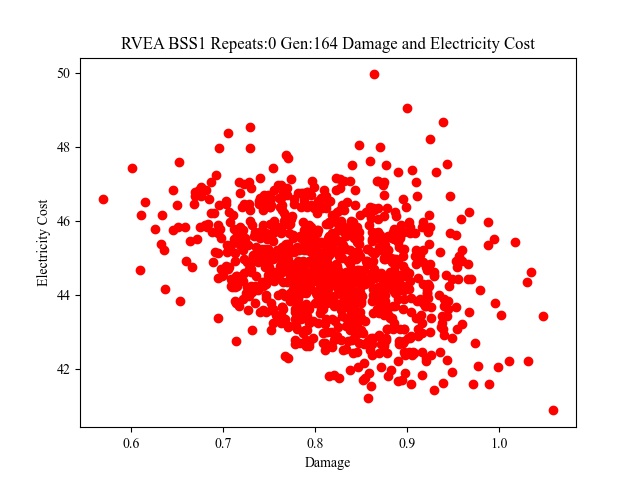 RVEA BSS1 Repeats:0 Gen:164 Damage and Electricity Cost
50
48
46
44
42
Electricity Cost
0.6 0.7 0.8 0.9 1.0
Damage